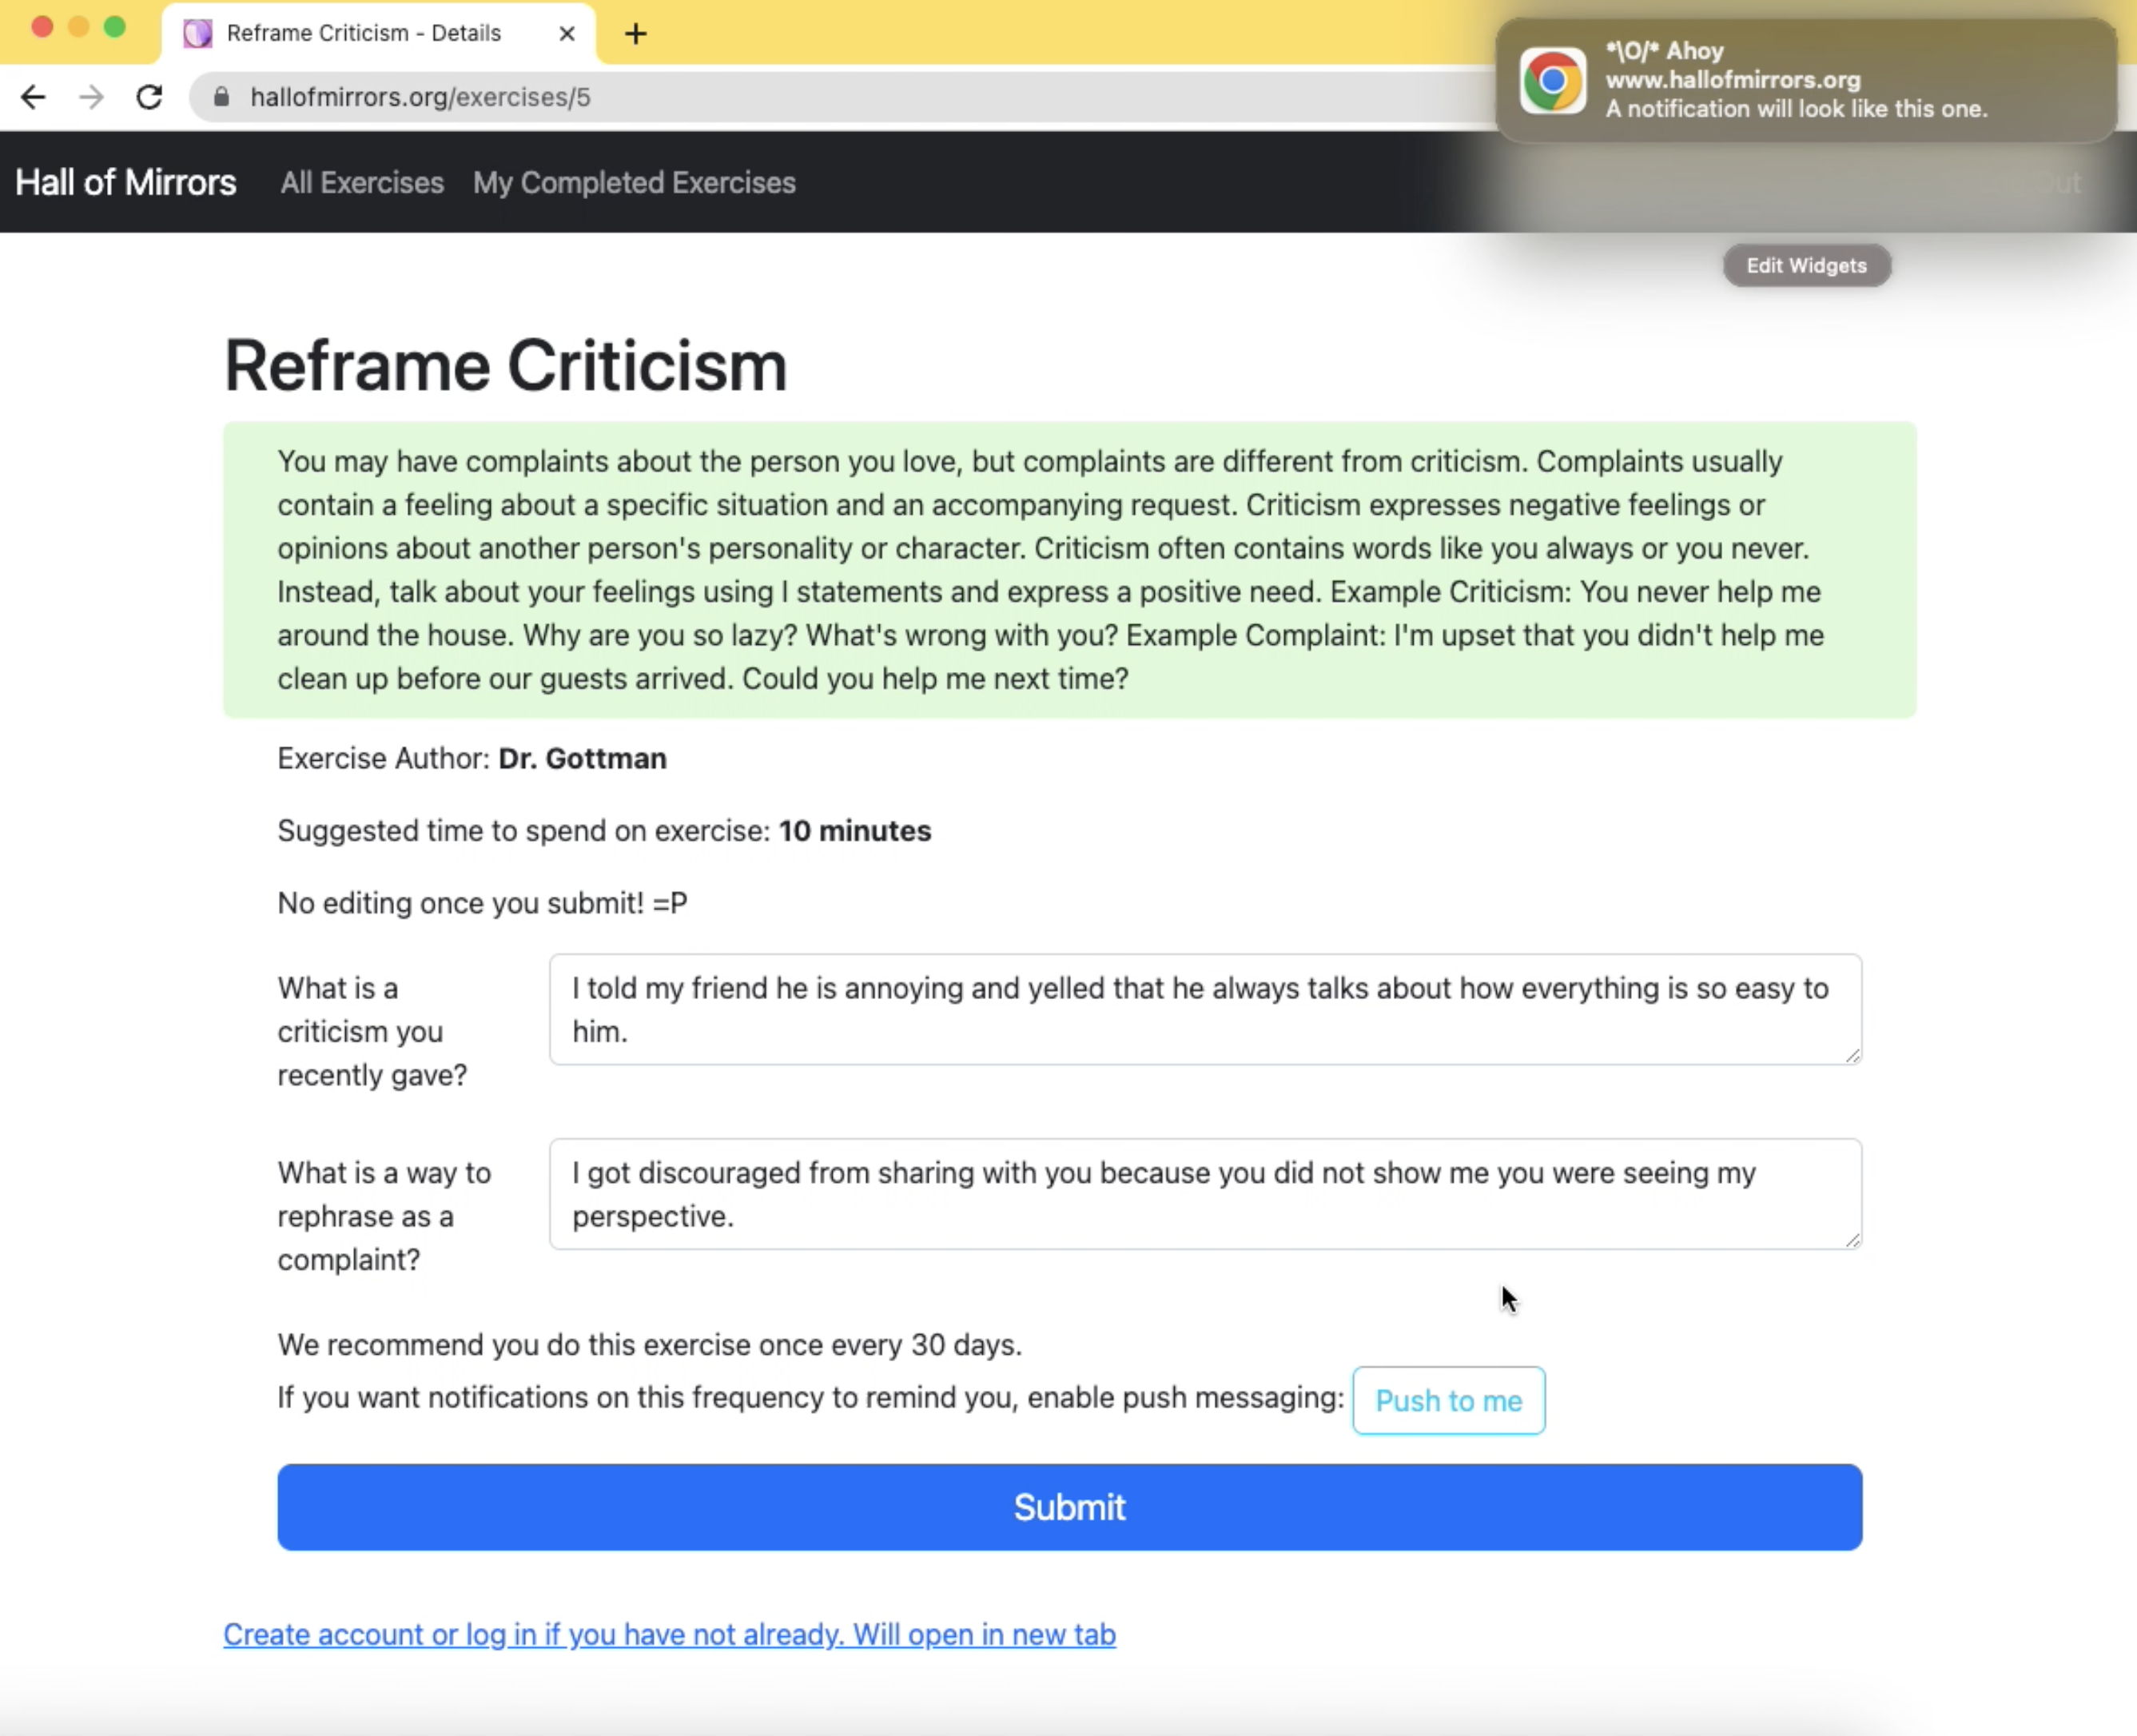 Reframe Criticism - Details
*\O/* Ahoy
www.hallofmirrors.org
A notification will look like this one.
hallofmirrors.org/exercises/5
Hall of Mirrors All Exercises My Completed Exercises
Edit Widgets
Reframe Criticism
You may have complaints about the person you love, but complaints are different from criticism. Complaints usually
contain a feeling about a specific situation and an accompanying request. Criticism expresses negative feelings or
opinions about another person's personality or character. Criticism often contains words like you always or you never.
Instead, talk about your feelings using I statements and express a positive need. Example Criticism: You never help me
around the house. Why are you so lazy? What's wrong with you? Example Complaint: I'm upset that you didn't help me
clean up before our guests arrived. Could you help me next time?
Exercise Author: Dr. Gottman
Suggested time to spend on exercise: 10 minutes
No editing once you submit! =P
What is a
criticism you
recently gave?
I told my friend he is annoying and yelled that he always talks about how everything is so easy to
him.
What is a way to
rephrase as a
complaint?
I got discouraged from sharing with you because you did not show me you were seeing my
perspective.
We recommend you do this exercise once every 30 days.
If you want notifications on this frequency to remind you, enable push messaging: Push to me
Submit
Create account or log in if you have not already. Will open in new tab